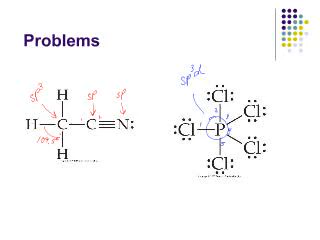 Problems
sp³d
:Cl:
sp³
H
sp
sp
:Cl:
H
C
C≡N:
:Cl
P
109.5°
H
:Cl:
:Cl: